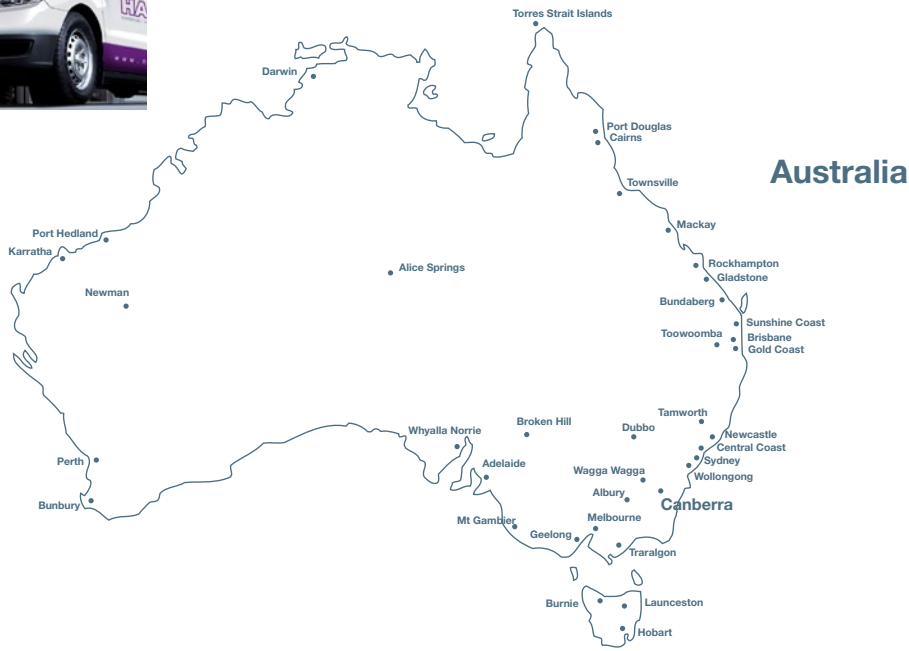 HA
Torres Strait Islands
Darwin
Port Douglas
Cairns
Australia
Townsville
Mackay
Port Hedland
Karratha
Alice Springs
Rockhampton
Gladstone
Newman
Bundaberg
Sunshine Coast
Toowoomba
Brisbane
Gold Coast
Tamworth
Broken Hill
Dubbo
Whyalla Norrie
Newcastle
Central Coast
Perth
Adelaide
Sydney
Wagga Wagga
Wollongong
Albury
Bunbury
Canberra
Mt Gambier
Melbourne
Geelong
Traralgon
Burnie
Launceston
Hobart